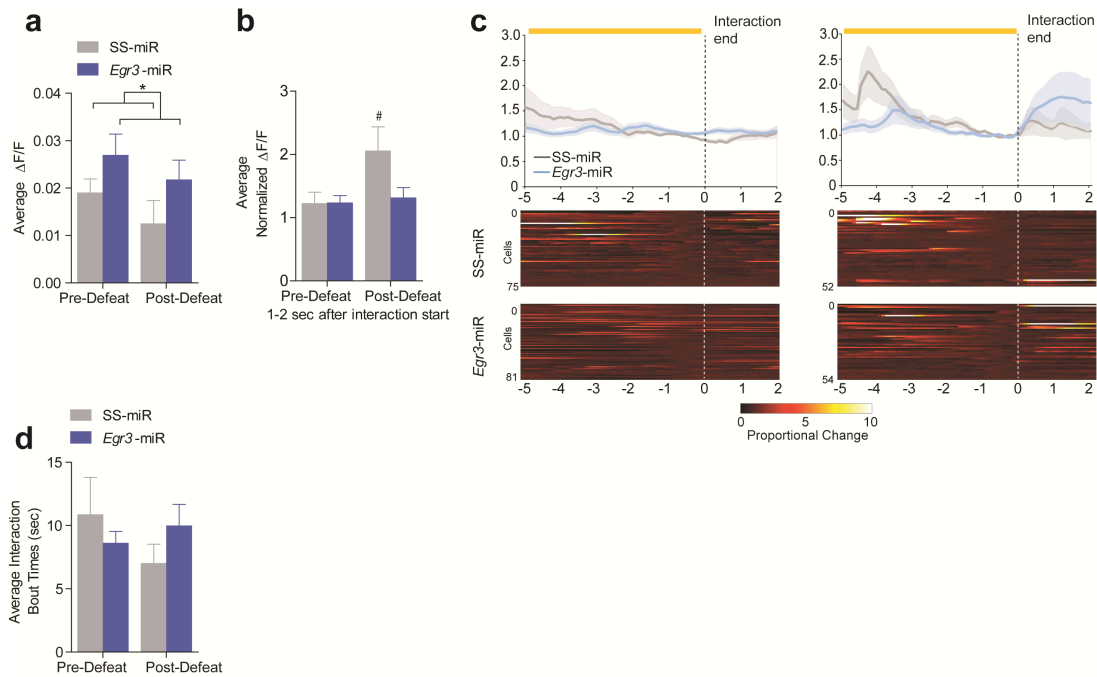 a
SS-miR
Egr3-miR
*
0.04
0.03
0.02
0.01
0.00
Average ΔF/F
Pre-Defeat Post-Defeat
b
#
3
2
1
0
Average
Normalized ΔF/F
Pre-Defeat Post-Defeat
1-2 sec after interaction start
c
Interaction
end
3.0
2.5
2.0
1.5
1.0
0.5
0
SS-miR
Egr3-miR
-5 -4 -3 -2 -1 0 1 2
Interaction
end
3.0
2.5
2.0
1.5
1.0
0.5
0
-5 -4 -3 -2 -1 0 1 2
SS-miR
Cells
0
75
0
52
Egr3-miR
Cells
0
81
0
54
-5 -4 -3 -2 -1 0 1 2
-5 -4 -3 -2 -1 0 1 2
0 5 10
Proportional Change
d
SS-miR
Egr3-miR
15
10
5
0
Average Interaction
Bout Times (sec)
Pre-Defeat Post-Defeat